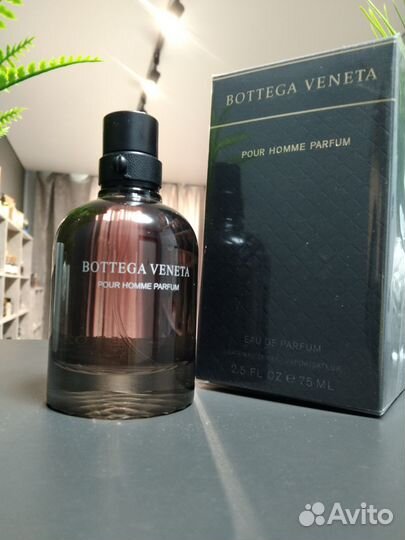 BOTTEGA VENETA
POUR HOMME PARFUM
BOTTEGA VENETA
POUR HOMME PARFUM
EAU DE PARFUM
VAPORISATEUR
2.5 FL OZ ℮ 75 ML
Avito